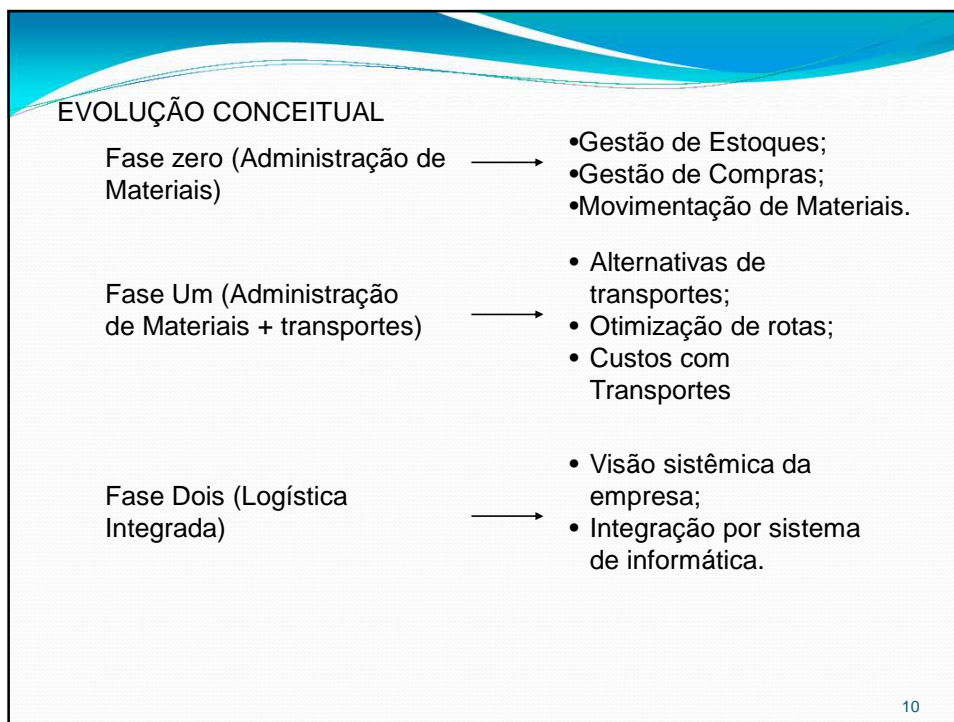 EVOLUÇÃO CONCEITUAL
Fase zero (Administração de
Materiais)
•Gestão de Estoques;
•Gestão de Compras;
•Movimentação de Materiais.
Fase Um (Administração
de Materiais + transportes)
• Alternativas de
transportes;
• Otimização de rotas;
• Custos com
Transportes
Fase Dois (Logística
Integrada)
• Visão sistêmica da
empresa;
• Integração por sistema
de informática.
10